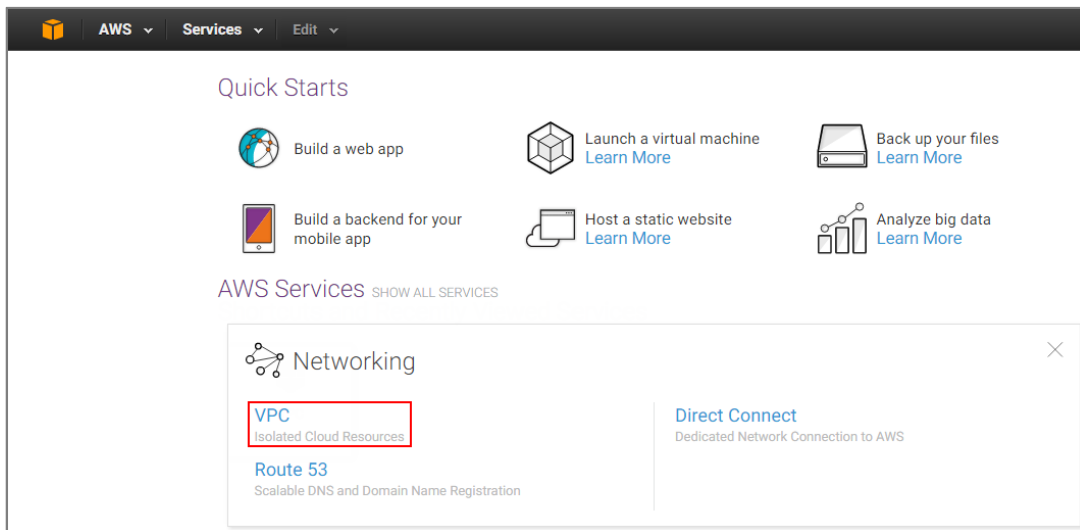 AWS Services Edit
Quick Starts
Build a web app
Launch a virtual machine
Learn More
Back up your files
Learn More
Build a backend for your
mobile app
Host a static website
Learn More
Analyze big data
Learn More
AWS Services SHOW ALL SERVICES
Networking
VPC
Isolated Cloud Resources
Direct Connect
Dedicated Network Connection to AWS
Route 53
Scalable DNS and Domain Name Registration